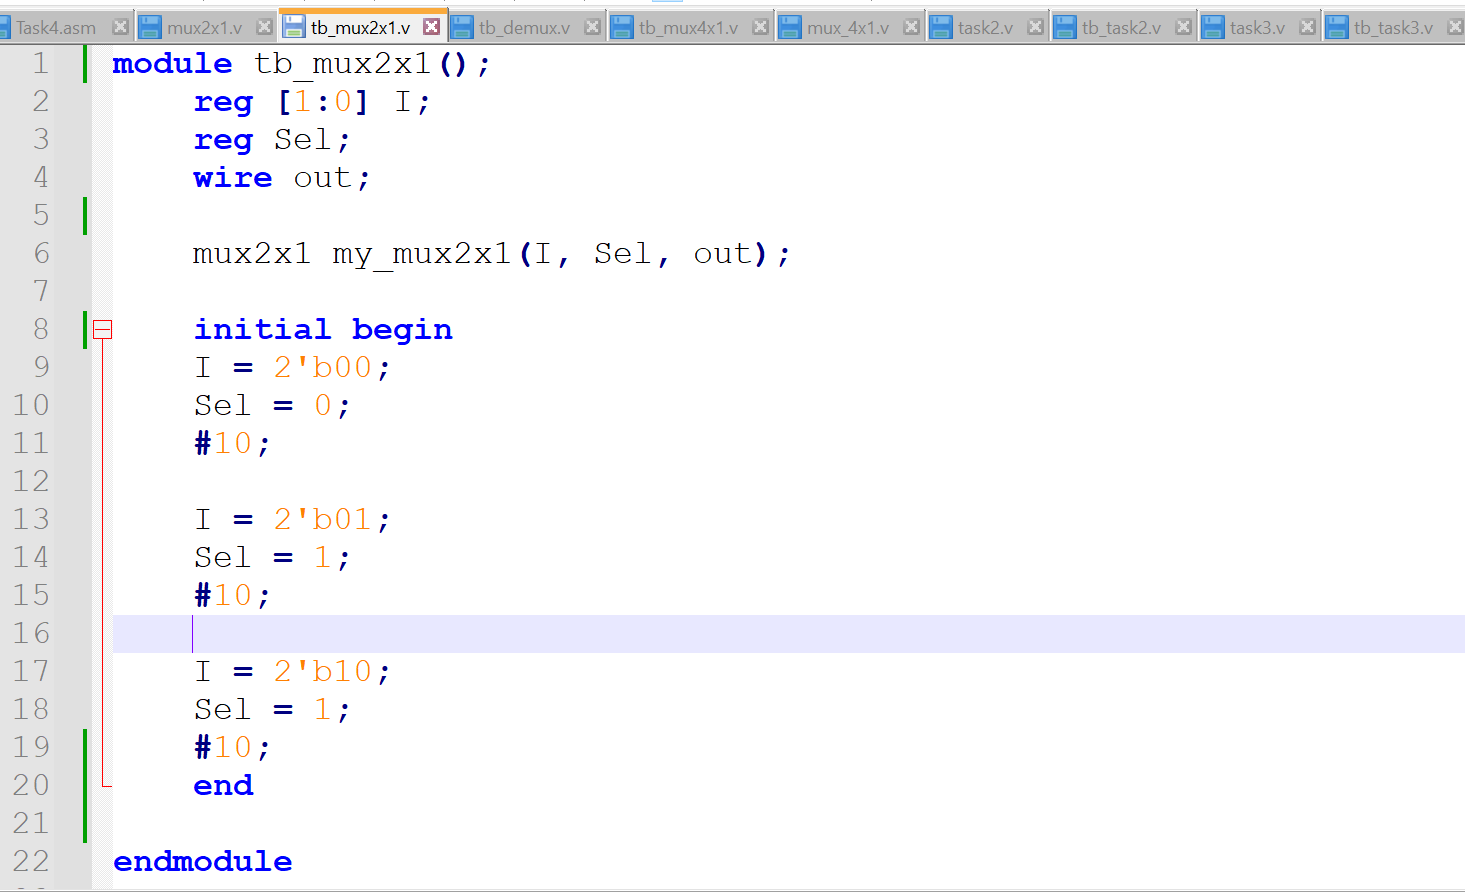 Task4.asm mux2x1.v tb_mux2x1.v tb_demux.v tb_mux4x1.v mux_4x1.v task2.v tb_task2.v task3.v tb_task3.v
1 module tb_mux2x1();
2 reg [1:0] I;
3 reg Sel;
4 wire out;
5
6 mux2x1 my_mux2x1(I, Sel, out);
7
8 initial begin
9 I = 2'b00;
10 Sel = 0;
11 #10;
12
13 I = 2'b01;
14 Sel = 1;
15 #10;
16
17 I = 2'b10;
18 Sel = 1;
19 #10;
20 end
21
22 endmodule